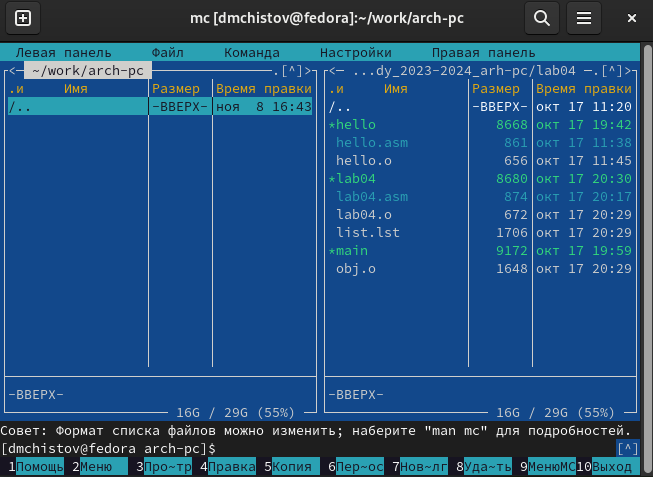 mc [dmchistov@fedora]:~/work/arch-pc
Левая панель Файл Команда Настройки Правая панель
<— ~/work/arch-pc —.[^]> <— ...dy_2023-2024_arh-pc/lab04 —.[^]>
.и Имя Размер Время правки .и Имя Размер Время правки
/.. -ВВЕРХ- ноя 8 16:43 /.. -ВВЕРХ- окт 17 11:20
*hello 8668 окт 17 19:42
hello.asm 861 окт 17 11:38
hello.o 656 окт 17 11:45
*lab04 8680 окт 17 20:30
lab04.asm 874 окт 17 20:17
lab04.o 672 окт 17 20:29
list.lst 1706 окт 17 20:29
*main 9172 окт 17 19:59
obj.o 1648 окт 17 20:29
-ВВЕРХ- -ВВЕРХ-
16G / 29G (55%) 16G / 29G (55%)
Совет: Формат списка файлов можно изменить; наберите "man mc" для подробностей.
[dmchistov@fedora arch-pc]$ [^]
1Помощь 2Меню 3Про~тр 4Правка 5Копия 6Пер~ос 7Нов~лг 8Уда~ть 9МенюMC 10Выход